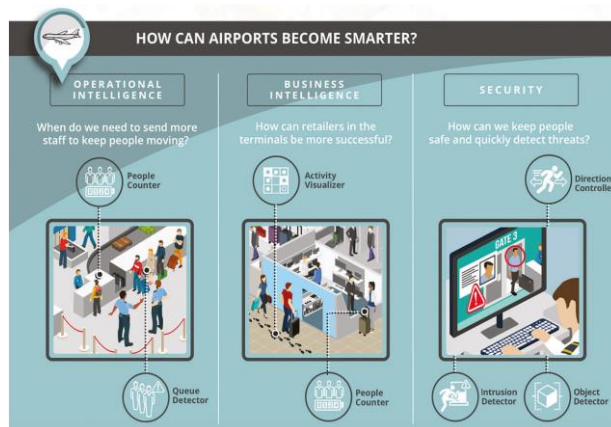 HOW CAN AIRPORTS BECOME SMARTER?
OPERATIONAL
INTELLIGENCE
When do we need to send more
staff to keep people moving?
People
Counter
Queue
Detector
BUSINESS
INTELLIGENCE
How can retailers in the
terminals be more successful?
Activity
Visualizer
People
Counter
SECURITY
How can we keep people
safe and quickly detect threats?
Direction
Controlle
GATE 3
Intrusion
Detector
Object
Detector